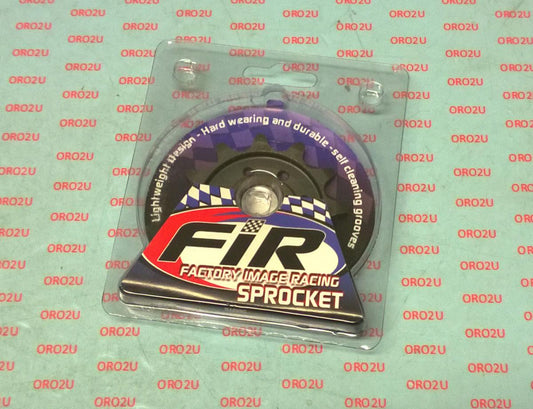 Lightweight Design - Hard wearing and durable - self cleaning grooves
FiR
FACTORY IMAGE RACING
SPROCKET
ORO2U